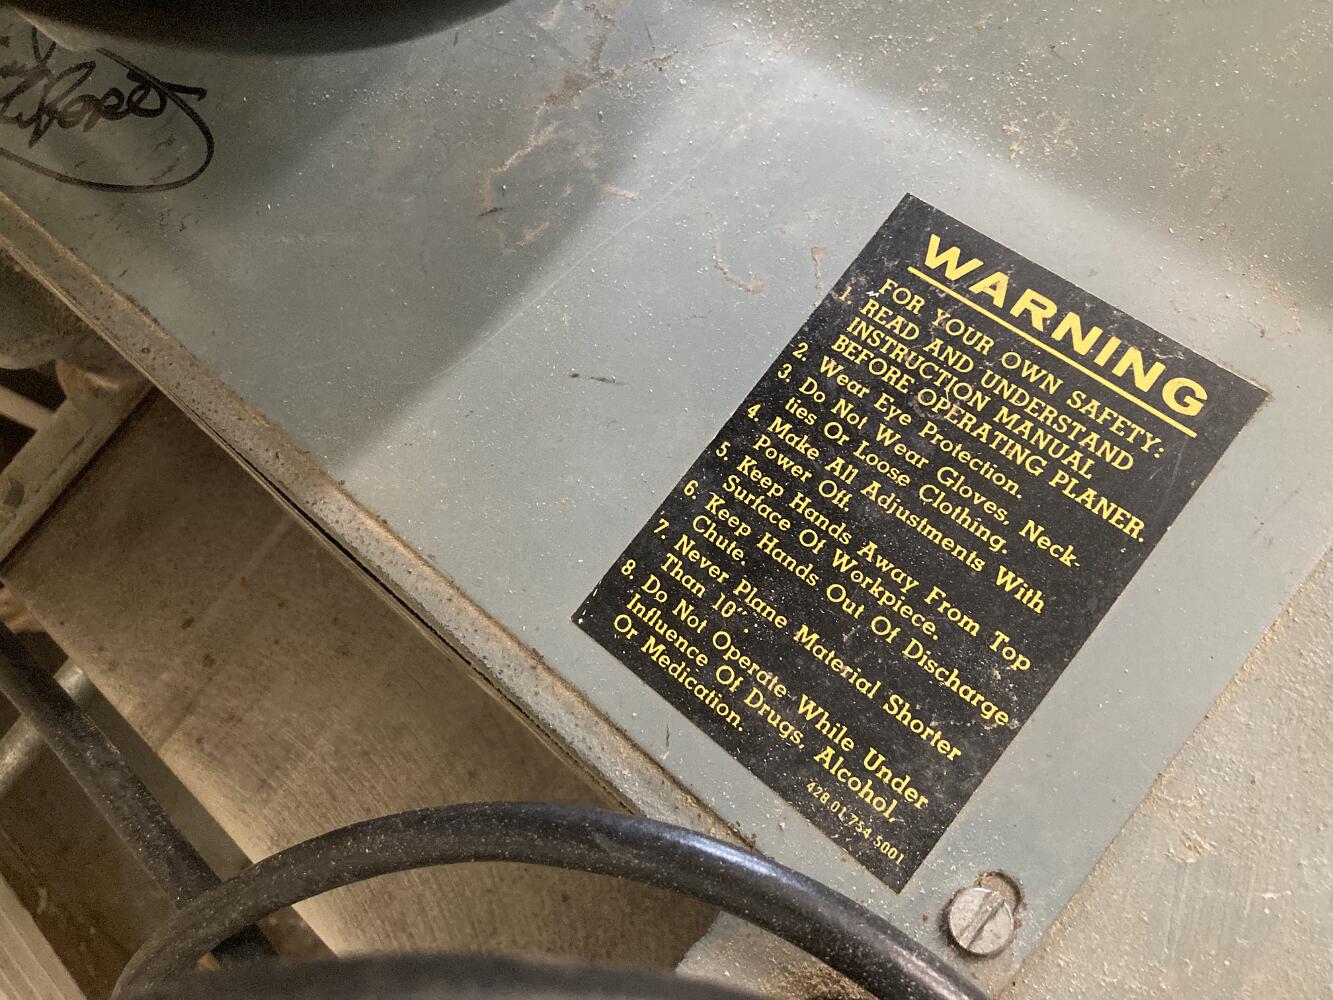 WARNING
FOR YOUR OWN SAFETY:
1. READ AND UNDERSTAND
INSTRUCTION MANUAL
BEFORE OPERATING PLANER.
2. Wear Eye Protection.
3. Do Not Wear Gloves, Neck-
ties Or Loose Clothing.
4. Make All Adjustments With
Power Off.
5. Keep Hands Away From Top
Surface Of Workpiece.
6. Keep Hands Out Of Discharge
Chute.
7. Never Plane Material Shorter
Than 10".
8. Do Not Operate While Under
Influence Of Drugs, Alcohol,
Or Medication.
428.01.754.5001